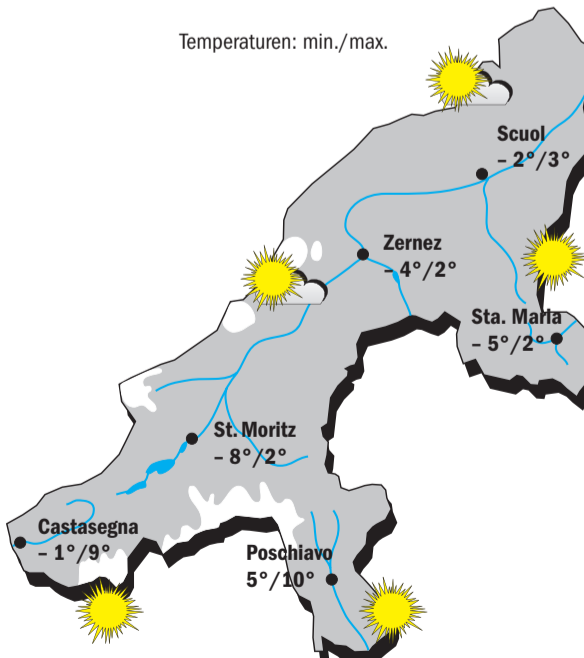 Temperaturen: min./max.
Scuol
– 2°/3°
Zernez
– 4°/2°
Sta. Maria
– 5°/2°
St. Moritz
– 8°/2°
Castasegna
– 1°/9°
Poschiavo
5°/10°